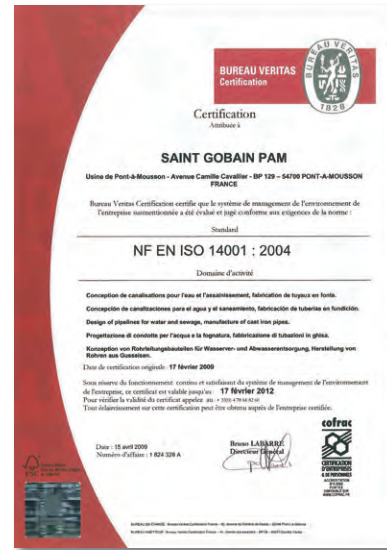 BUREAU VERITAS
Certification
BUREAU VERITAS
1828
Certification
Attribuée à
SAINT GOBAIN PAM
Usine de Pont-à-Mousson - Avenue Camille Cavallier - BP 129 – 54700 PONT-A-MOUSSON
FRANCE
Bureau Veritas Certification certifie que le système de management de l'environnement de
l'entreprise susmentionnée a été évalué et jugé conforme aux exigences de la norme :
Standard
NF EN ISO 14001 : 2004
Domaine d'activité
Conception de canalisations pour l'eau et l'assainissement, fabrication de tuyaux en fonte.
Concepción de canalizaciones para el agua y el saneamiento, fabricación de tuberías en fundición.
Design of pipelines for water and sewage, manufacture of cast iron pipes.
Progettazione di condotte per l'acqua e la fognatura, fabbricazione di tubazioni in ghisa.
Konzeption von Rohrleitungsbauteilen für Wasserver- und Abwasserentsorgung, Herstellung von
Rohren aus Gusseisen.
Date de certification originale : 17 février 2009
Sous réserve du fonctionnement continu et satisfaisant du système de management de l'environnement
de l'entreprise, ce certificat est valable jusqu'au : 17 février 2012
Pour vérifier la validité du certificat appelez au :
Tout éclaircissement sur cette certification peut être obtenu auprès de l'entreprise certifiée.
Date : 15 avril 2009
Numéro d'affaire : 1 824 328 A
Bruno LABARRE
Directeur Général
cofrac
CERTIFICATION
D'ENTREPRISES
& DE PERSONNELS
FSC